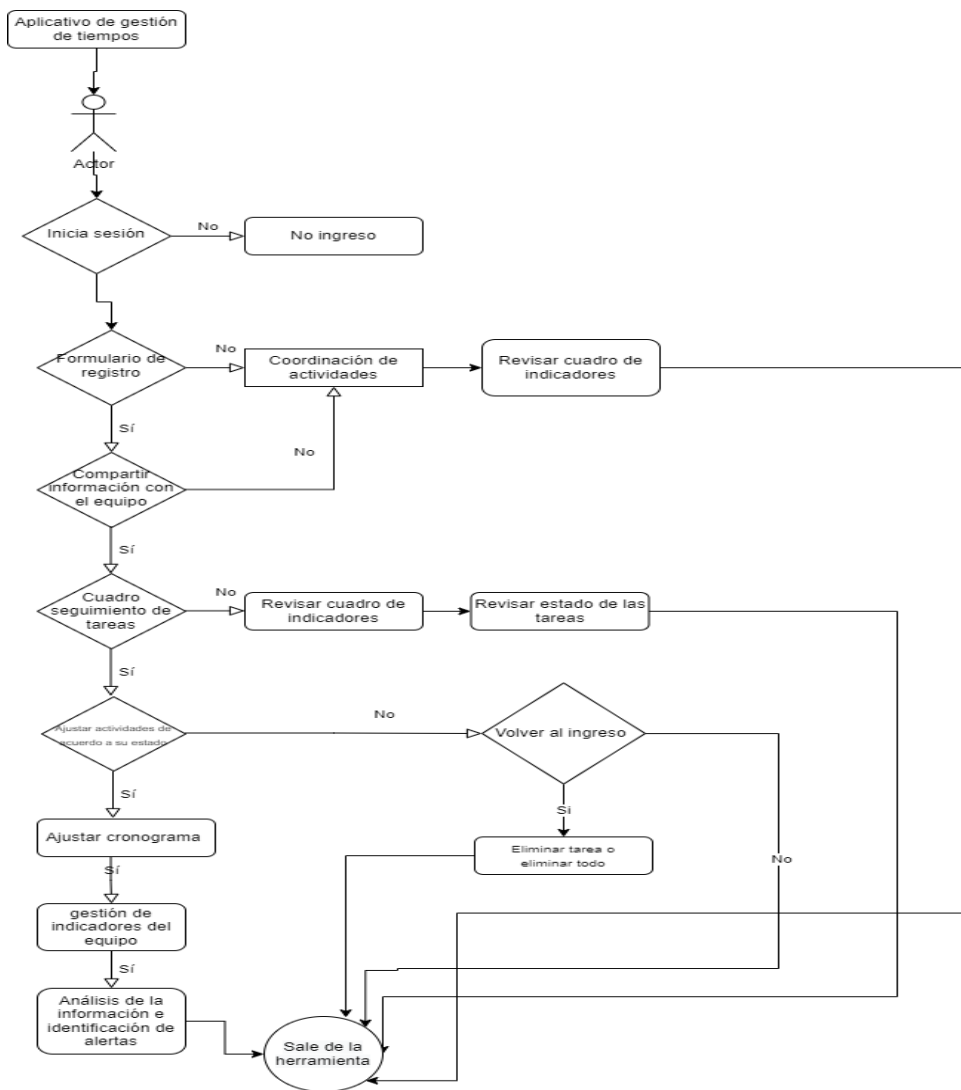 Aplicativo de gestión
de tiempos
Actor
Inicia sesión
No
No ingreso
Formulario de
registro
No
Coordinación de
actividades
Revisar cuadro de
indicadores
Sí
Compartir
información con
el equipo
No
Sí
Cuadro
seguimiento de
tareas
No
Revisar cuadro de
indicadores
Revisar estado de las
tareas
Sí
Ajustar actividades de
acuerdo a su estado
No
Volver al ingreso
Sí
Si
Ajustar cronograma
Eliminar tarea o
eliminar todo
No
Sí
gestión de
indicadores del
equipo
Sí
Análisis de la
información e
identificación de
alertas
Sale de la
herramienta